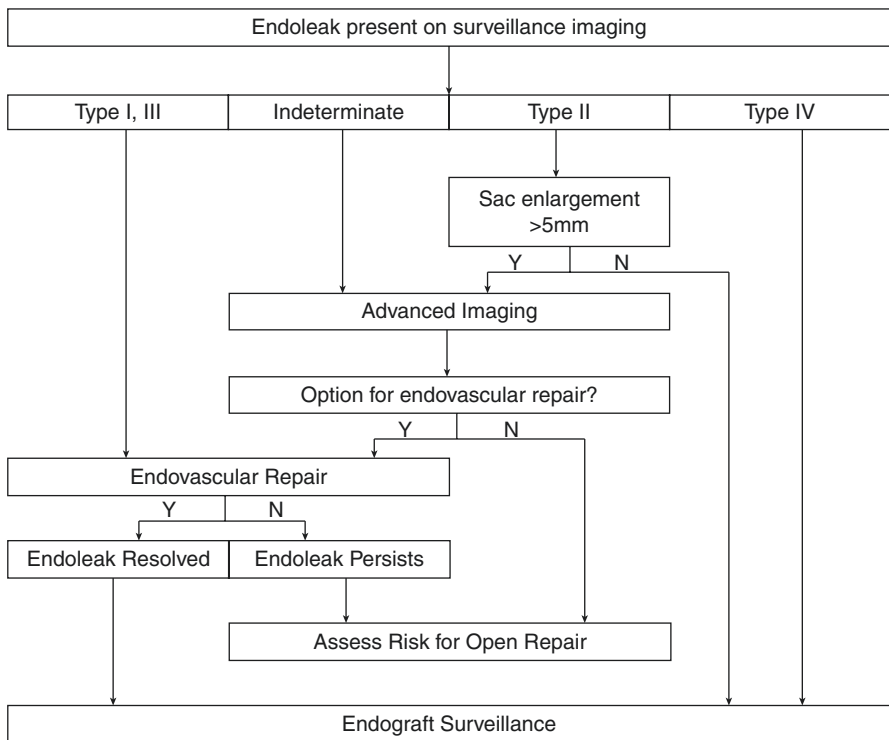 Endoleak present on surveillance imaging
Type I, III
Indeterminate
Type II
Type IV
Sac enlargement
>5mm
Y
N
Advanced Imaging
Option for endovascular repair?
Y
N
Endovascular Repair
Y
N
Endoleak Resolved
Endoleak Persists
Assess Risk for Open Repair
Endograft Surveillance